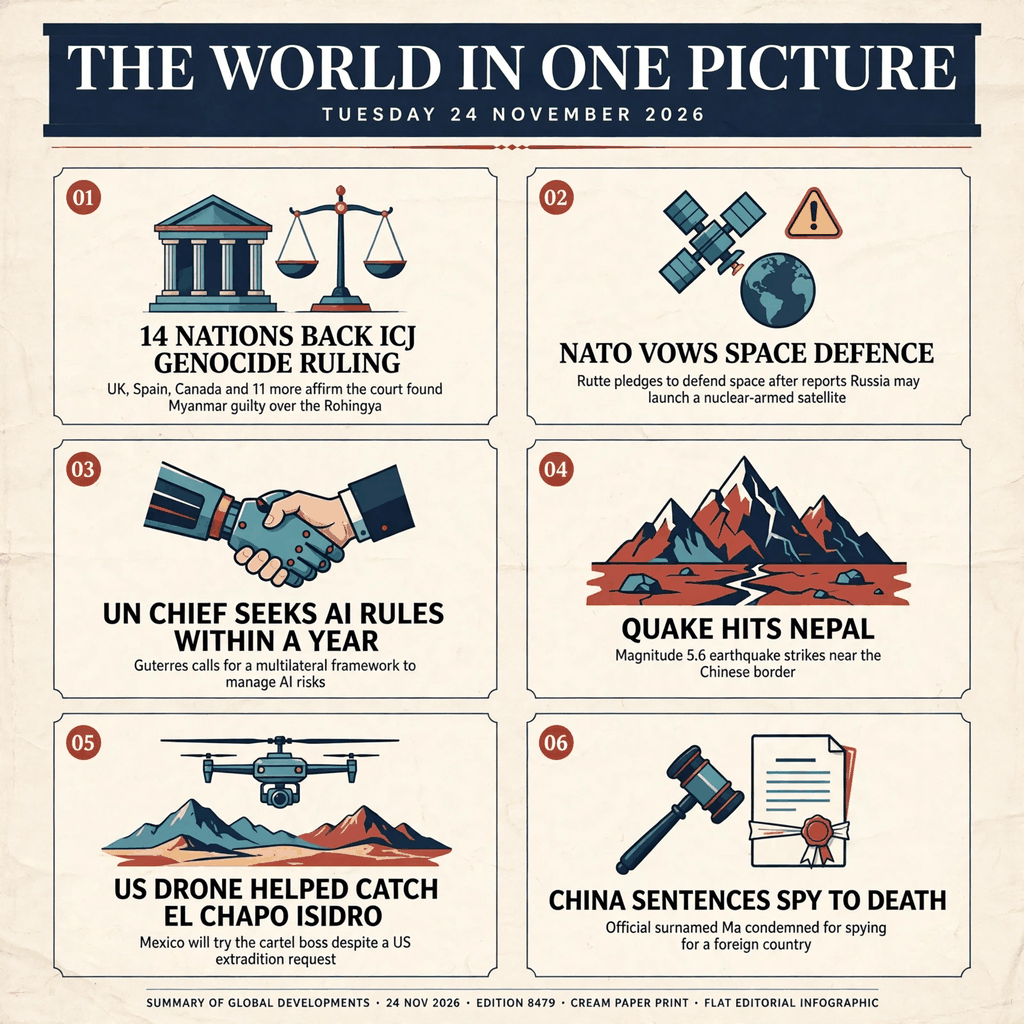 THE WORLD IN ONE PICTURE
TUESDAY 24 NOVEMBER 2026
01
14 NATIONS BACK ICJ
GENOCIDE RULING
UK, Spain, Canada and 11 more affirm the court found
Myanmar guilty over the Rohingya
02
NATO VOWS SPACE DEFENCE
Rutte pledges to defend space after reports Russia may
launch a nuclear-armed satellite
03
UN CHIEF SEEKS AI RULES
WITHIN A YEAR
Guterres calls for a multilateral framework to
manage AI risks
04
QUAKE HITS NEPAL
Magnitude 5.6 earthquake strikes near the
Chinese border
05
US DRONE HELPED CATCH
EL CHAPO ISIDRO
Mexico will try the cartel boss despite a US
extradition request
06
CHINA SENTENCES SPY TO DEATH
Official surnamed Ma condemned for spying
for a foreign country
SUMMARY OF GLOBAL DEVELOPMENTS • 24 NOV 2026 • EDITION 8479 • CREAM PAPER PRINT • FLAT EDITORIAL INFOGRAPHIC